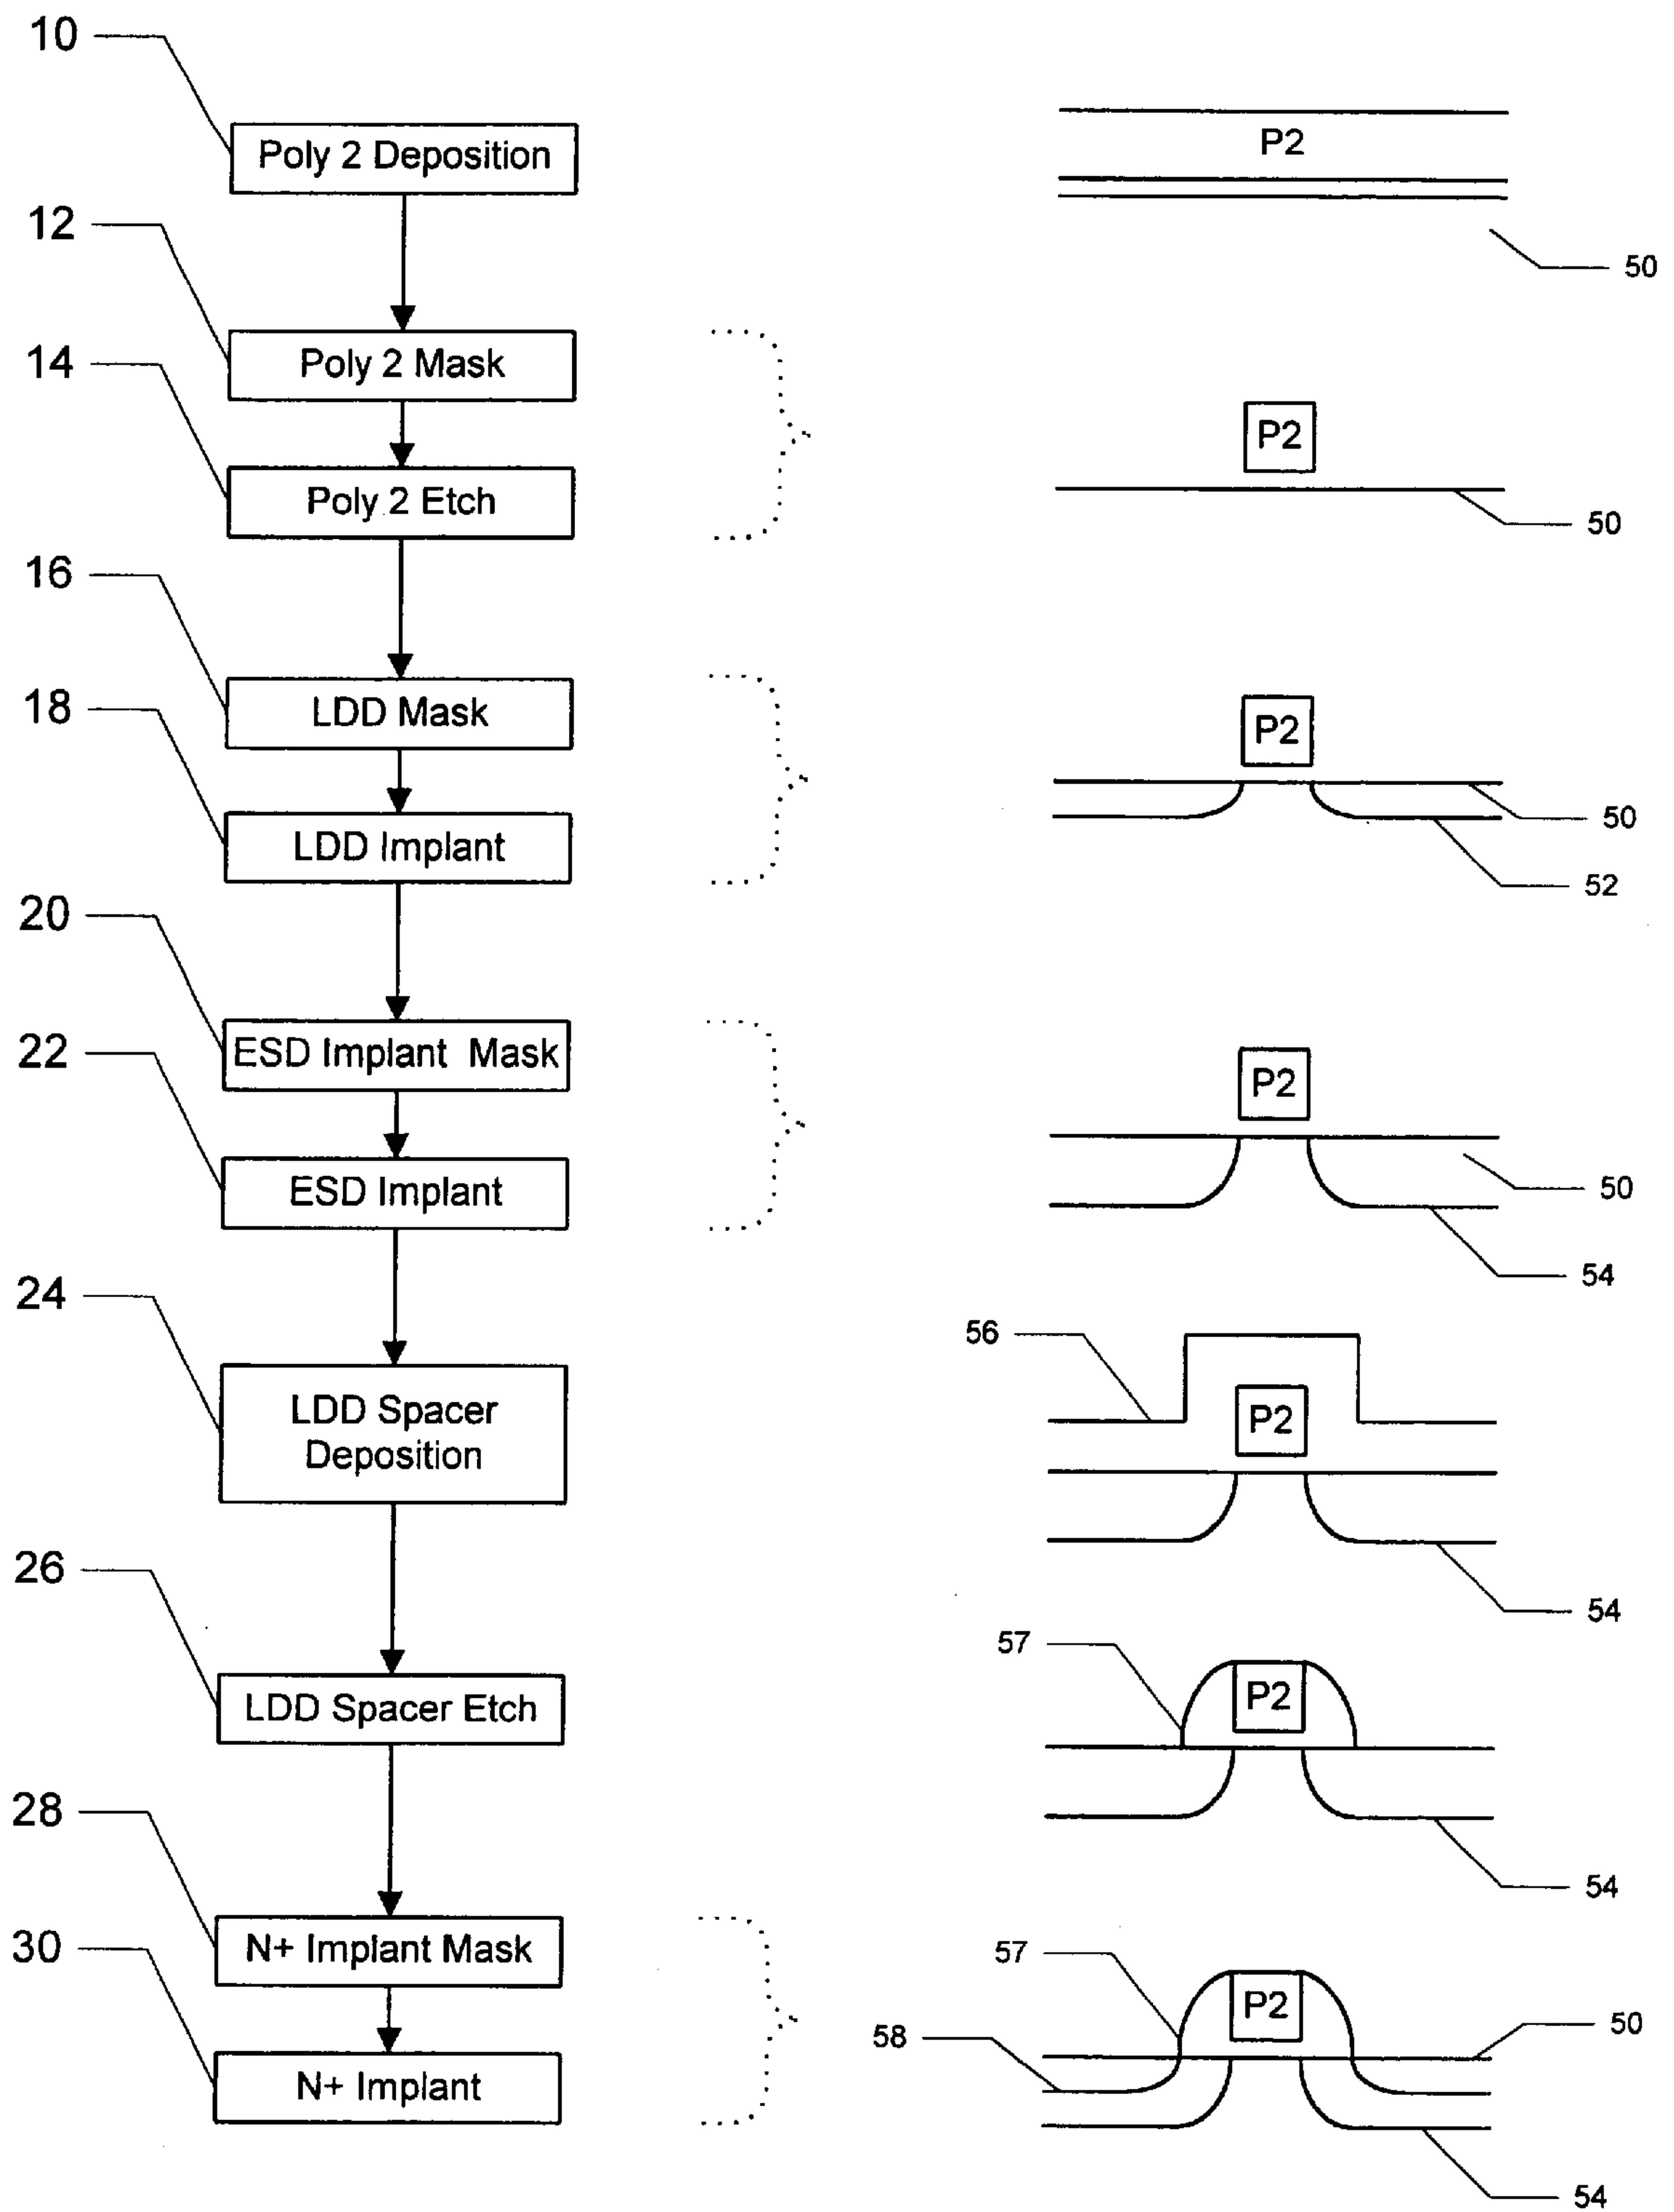 10
Poly 2 Deposition
P2
50
12
Poly 2 Mask
14
P2
Poly 2 Etch
50
16
LDD Mask
18
P2
50
LDD Implant
52
20
ESD Implant Mask
22
P2
ESD Implant
50
54
24
56
LDD Spacer
Deposition
P2
54
26
57
LDD Spacer Etch
P2
54
28
N+ Implant Mask
30
57
P2
50
58
N+ Implant
54